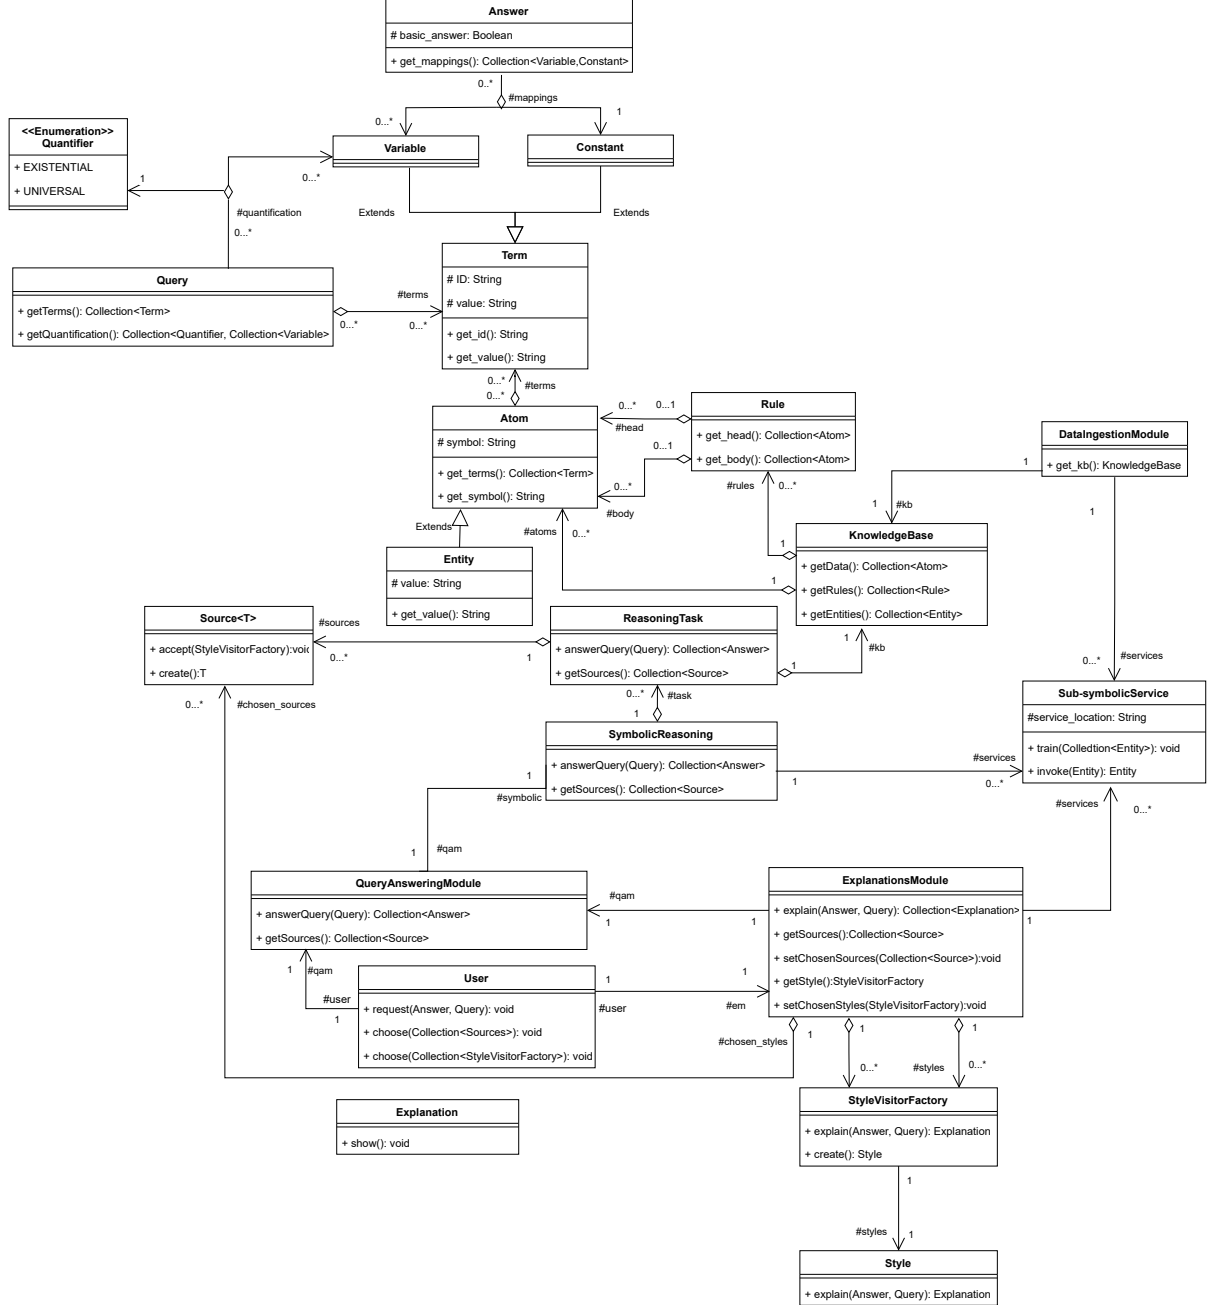 Answer
# basic_answer: Boolean
+ get_mappings(): Collection<Variable,Constant>
0..*
#mappings
0...*
1
<<Enumeration>>
Quantifier
+ EXISTENTIAL
+ UNIVERSAL
1
Variable
0...*
Constant
#quantification
0...*
Extends
Extends
Query
+ getTerms(): Collection<Term>
+ getQuantification(): Collection<Quantifier, Collection<Variable>
#terms
0...*
0...*
Term
# ID: String
# value: String
+ get_id(): String
+ get_value(): String
0...*
#terms
0...*
Atom
# symbol: String
+ get_terms(): Collection<Term>
+ get_symbol(): String
0...*
0...1
#head
0...1
0...*
#body
Rule
+ get_head(): Collection<Atom>
+ get_body(): Collection<Atom>
#rules
0...*
DataIngestionModule
+ get_kb(): KnowledgeBase
1
1
#kb
1
Extends
#atoms
0...*
1
1
KnowledgeBase
+ getData(): Collection<Atom>
+ getRules(): Collection<Rule>
+ getEntities(): Collection<Entity>
Entity
# value: String
+ get_value(): String
Source<T>
+ accept(StyleVisitorFactory):void
+ create():T
#sources
0...*
1
ReasoningTask
+ answerQuery(Query): Collection<Answer>
+ getSources(): Collection<Source>
1
1
#kb
0...*
#services
0...*
#chosen_sources
0...*
#task
1
Sub-symbolicService
#service_location: String
+ train(Colledtion<Entity>): void
+ invoke(Entity): Entity
SymbolicReasoning
+ answerQuery(Query): Collection<Answer>
+ getSources(): Collection<Source>
#services
1
0...*
1
#symbolic
#services
0...*
1
#qam
QueryAnsweringModule
+ answerQuery(Query): Collection<Answer>
+ getSources(): Collection<Source>
#qam
1
1
ExplanationsModule
+ explain(Answer, Query): Collection<Explanation>
+ getSources():Collection<Source>
+ setChosenSources(Collection<Source>):void
+ getStyle():StyleVisitorFactory
+ setChosenStyles(StyleVisitorFactory):void
1
1
#qam
#user
1
User
+ request(Answer, Query): void
+ choose(Collection<Sources>): void
+ choose(Collection<StyleVisitorFactory>): void
1
#user
1
#em
#chosen_styles
1
1
1
0...*
#styles
0...*
Explanation
+ show(): void
StyleVisitorFactory
+ explain(Answer, Query): Explanation
+ create(): Style
1
#styles
1
Style
+ explain(Answer, Query): Explanation